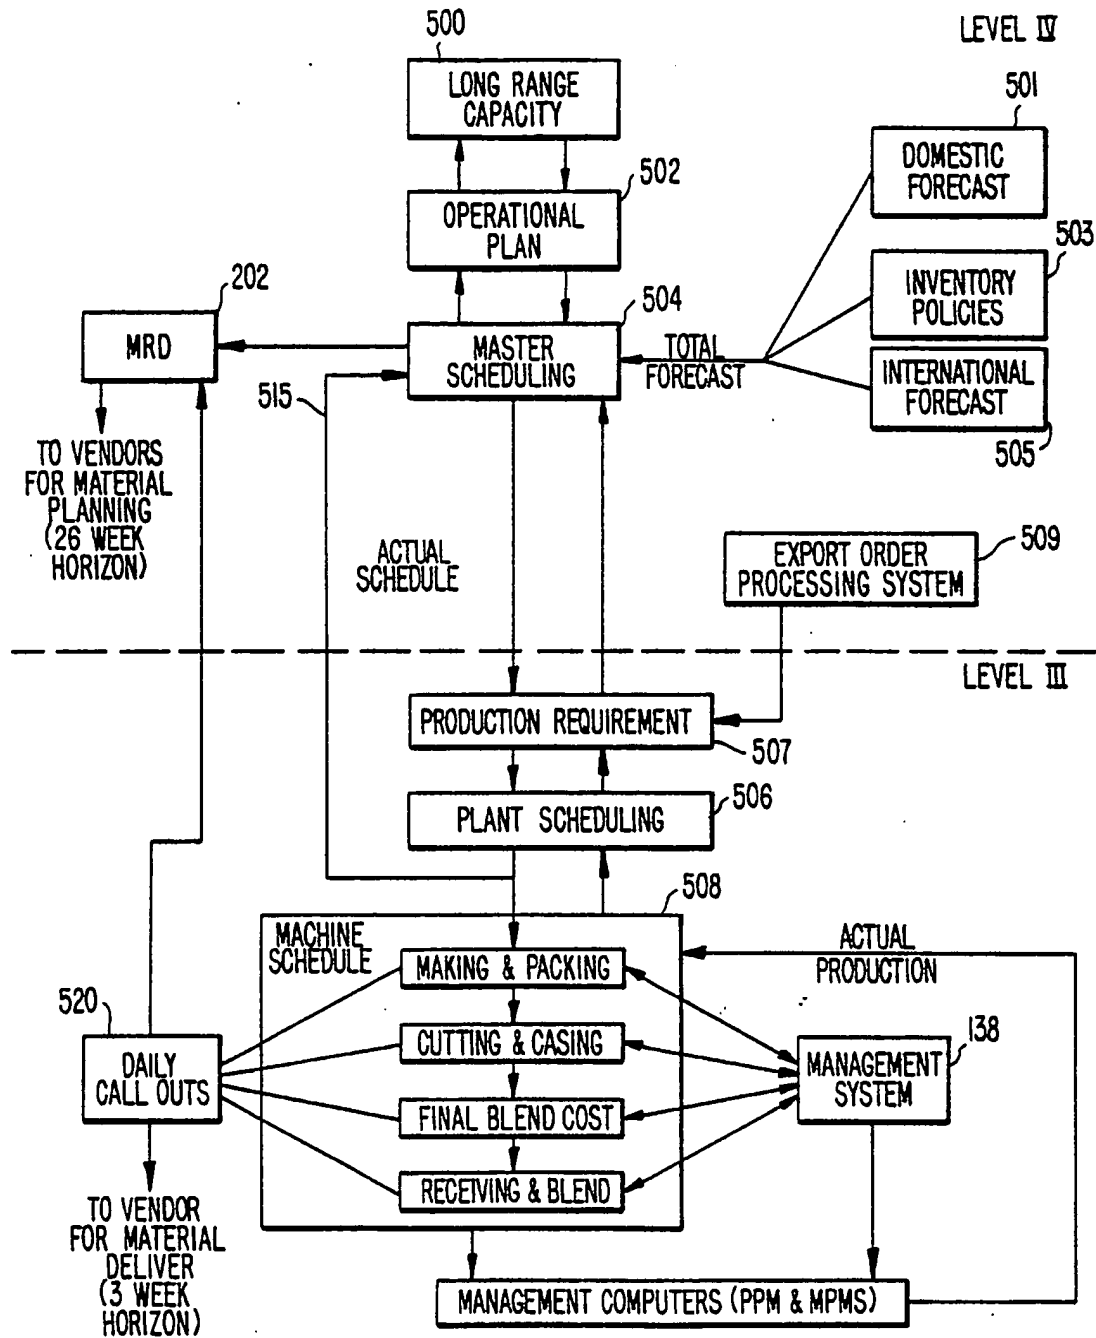 500
LEVEL IV
LONG RANGE
CAPACITY
501
DOMESTIC
FORECAST
502
OPERATIONAL
PLAN
503
INVENTORY
POLICIES
202
MRD
504
MASTER
SCHEDULING
TOTAL
FORECAST
INTERNATIONAL
FORECAST
505
515
TO VENDORS
FOR MATERIAL
PLANNING
(26 WEEK
HORIZON)
ACTUAL
SCHEDULE
509
EXPORT ORDER
PROCESSING SYSTEM
LEVEL III
PRODUCTION REQUIREMENT
507
506
PLANT SCHEDULING
508
MACHINE
SCHEDULE
MAKING & PACKING
ACTUAL
PRODUCTION
520
DAILY
CALL OUTS
CUTTING & CASING
138
MANAGEMENT
SYSTEM
FINAL BLEND COST
RECEIVING & BLEND
TO VENDOR
FOR MATERIAL
DELIVER
(3 WEEK
HORIZON)
MANAGEMENT COMPUTERS (PPM & MPMS)